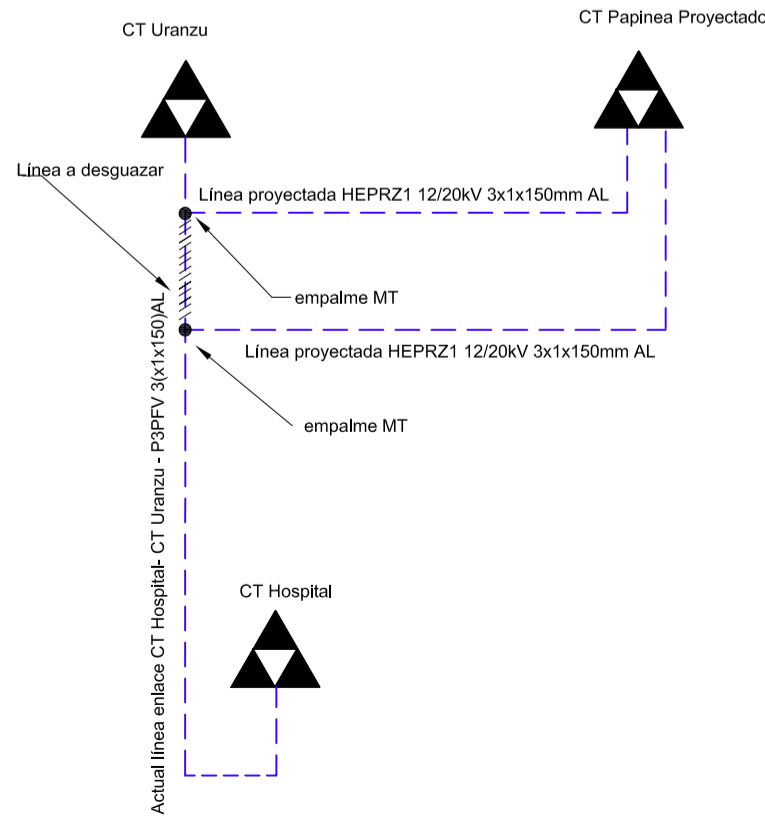 CT Papinea Proyectado
CT Uranzu
Línea a desguazar
Línea proyectada HEPRZ1 12/20kV 3x1x150mm AL
empalme MT
Línea proyectada HEPRZ1 12/20kV 3x1x150mm AL
empalme MT
Actual línea enlace CT Hospital- CT Uranzu - P3PFV 3(x1x150)AL
CT Hospital